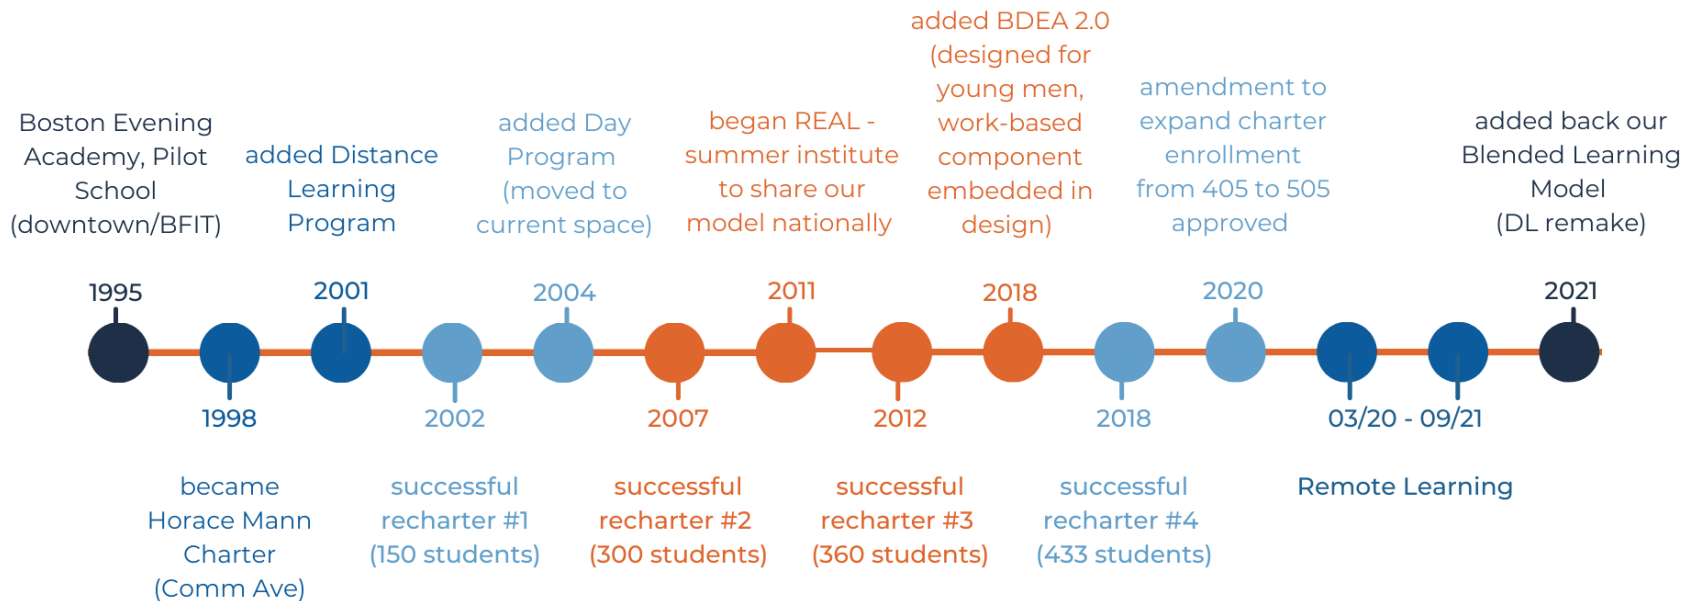 Boston Evening
Academy, Pilot
School
(downtown/BFIT)
1995
became
Horace Mann
Charter
(Comm Ave)
1998
added Distance
Learning
Program
2001
2002
successful
recharter #1
(150 students)
added Day
Program
(moved to
current space)
2004
2007
successful
recharter #2
(300 students)
began REAL -
summer institute
to share our
model nationally
2011
2012
successful
recharter #3
(360 students)
added BDEA 2.0
(designed for
young men,
work-based
component
embedded in
design)
2018
2018
successful
recharter #4
(433 students)
amendment to
expand charter
enrollment
from 405 to 505
approved
2020
03/20 - 09/21
Remote Learning
added back our
Blended Learning
Model
(DL remake)
2021